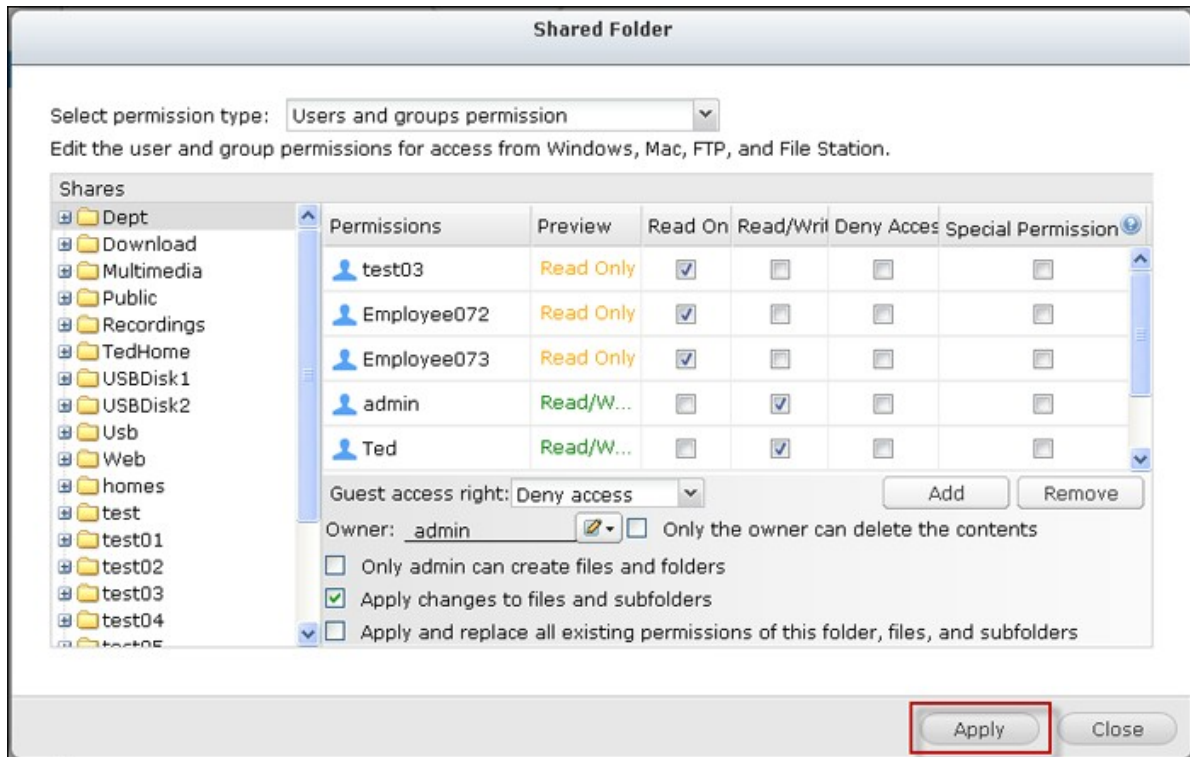 Shared Folder
Select permission type: Users and groups permission
Edit the user and group permissions for access from Windows, Mac, FTP, and File Station.
Shares
Dept
Download
Multimedia
Public
Recordings
TedHome
USBDisk1
USBDisk2
Usb
Web
homes
test
test01
test02
test03
test04
Permissions Preview Read On Read/Writ Deny Acces Special Permission
test03 Read Only
Employee072 Read Only
Employee073 Read Only
admin Read/W...
Ted Read/W...
Guest access right: Deny access Add Remove
Owner: admin Only the owner can delete the contents
Only admin can create files and folders
Apply changes to files and subfolders
Apply and replace all existing permissions of this folder, files, and subfolders
Apply Close